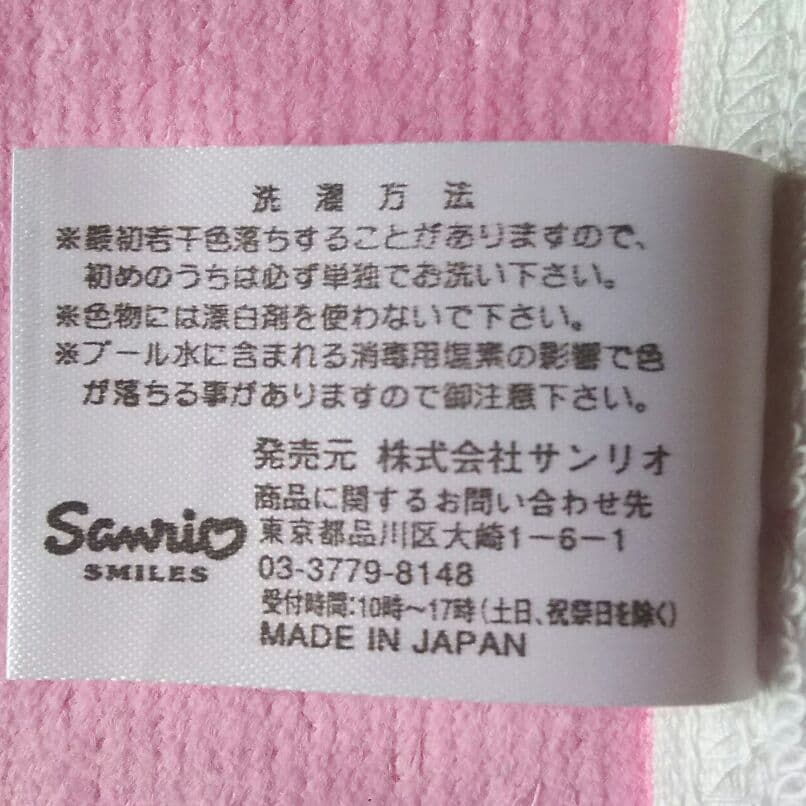 洗濯方法
※最初若干色落ちすることがありますので、
初めのうちは必ず単独でお洗い下さい。
※色物には漂白剤を使わないで下さい。
※プール水に含まれる消毒用塩素の影響で色
が落ちる事がありますので御注意下さい。
発売元 株式会社サンリオ
商品に関するお問い合わせ先
東京都品川区大崎1-6-1
03-3779-8148
受付時間:10時~17時(土日、祝祭日を除く)
MADE IN JAPAN
Sanrio
SMILES